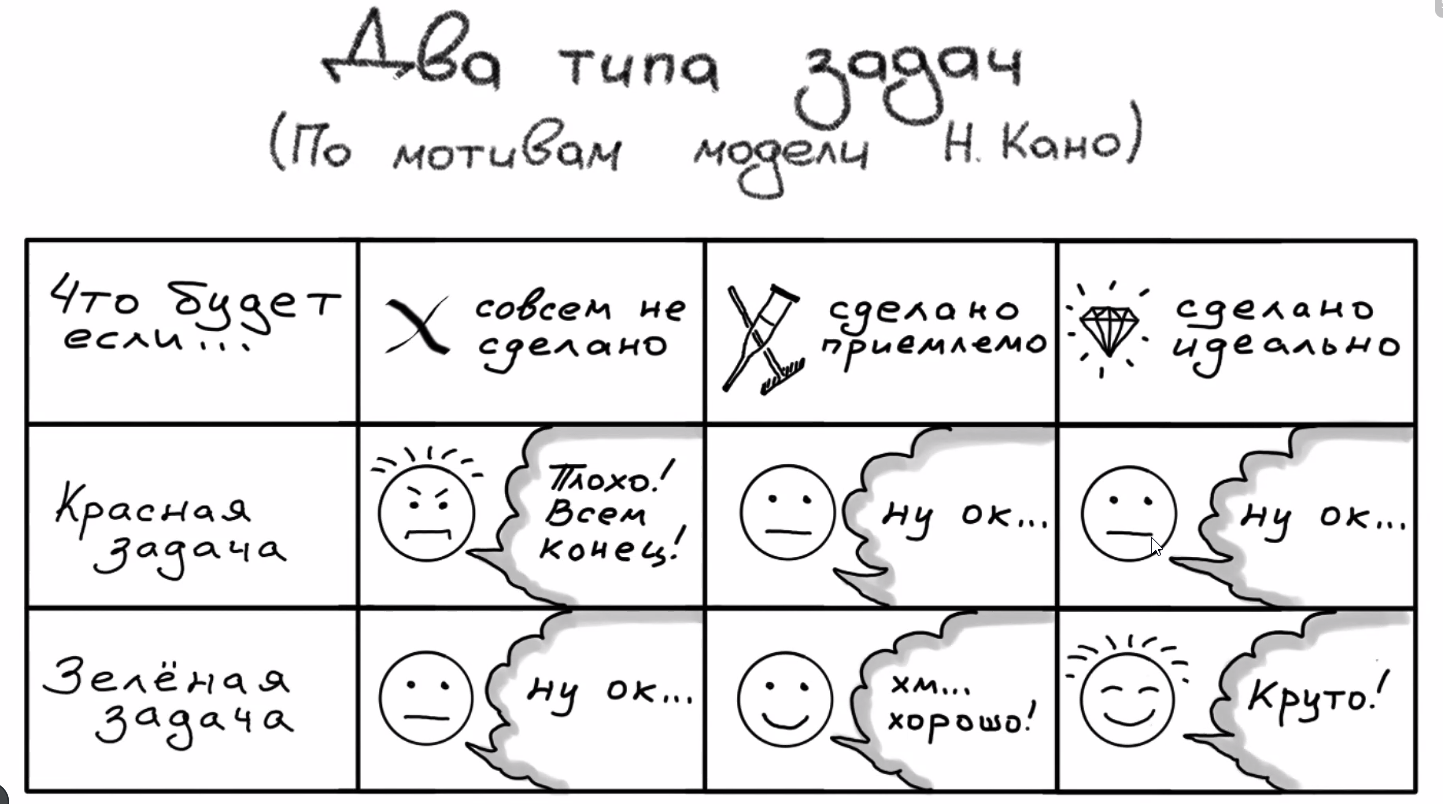 Два типа задач
(По мотивам модели Н. Кано)
Что будет
если...
совсем не
сделано
сделано
приемлемо
сделано
идеально
Красная
задача
Плохо!
Всем
конец!
ну ок...
ну ок...
Зелёная
задача
ну ок...
хм...
хорошо!
Круто!